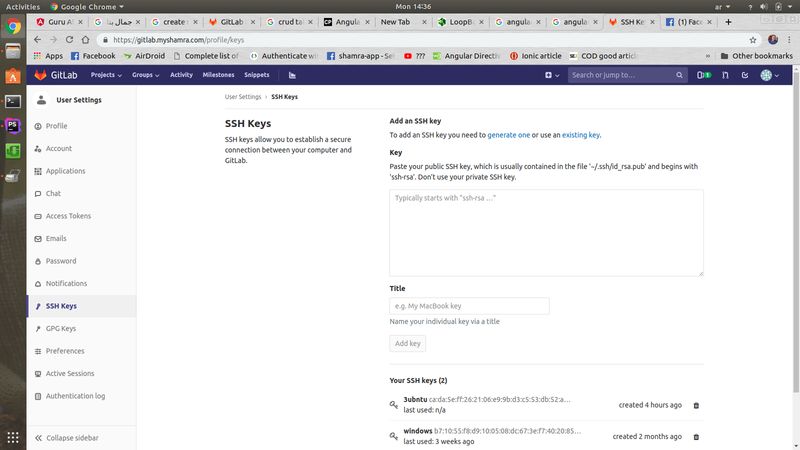 Activities Google Chrome ▾ Mon 14:36 ar ▾
Guru A create GitLab crud ta Angula New Tab LoopBa angula angula SSH Ke جمال بنا (1) Face
https://gitlab.myshamra.com/profile/keys
Apps Facebook AirDroid Complete list of Authenticate wi shamra-app - Sel ??? Angular Directiv Ionic article COD good article » Other bookmarks
GitLab Projects Groups Activity Milestones Snippets Search or jump to… 1
User Settings
Profile
Account
Applications
Chat
Access Tokens
Emails
Password
Notifications
SSH Keys
GPG Keys
Preferences
Active Sessions
Authentication log
Collapse sidebar
User Settings › SSH Keys
SSH Keys
SSH keys allow you to establish a secure
connection between your computer and
GitLab.
Add an SSH key
To add an SSH key you need to generate one or use an existing key.
Key
Paste your public SSH key, which is usually contained in the file '~/.ssh/id_rsa.pub' and begins with
'ssh-rsa'. Don't use your private SSH key.
Typically starts with "ssh-rsa …"
Title
e.g. My MacBook key
Name your individual key via a title
Add key
Your SSH keys (2)
3ubntu ca:da:5e:ff:26:21:06:e9:9b:d3:c5:53:db:52:a…
last used: n/a
created 4 hours ago
windows b7:10:55:f8:d9:10:05:08:dc:67:3e:f7:40:20:85…
last used: 3 weeks ago
created 2 months ago